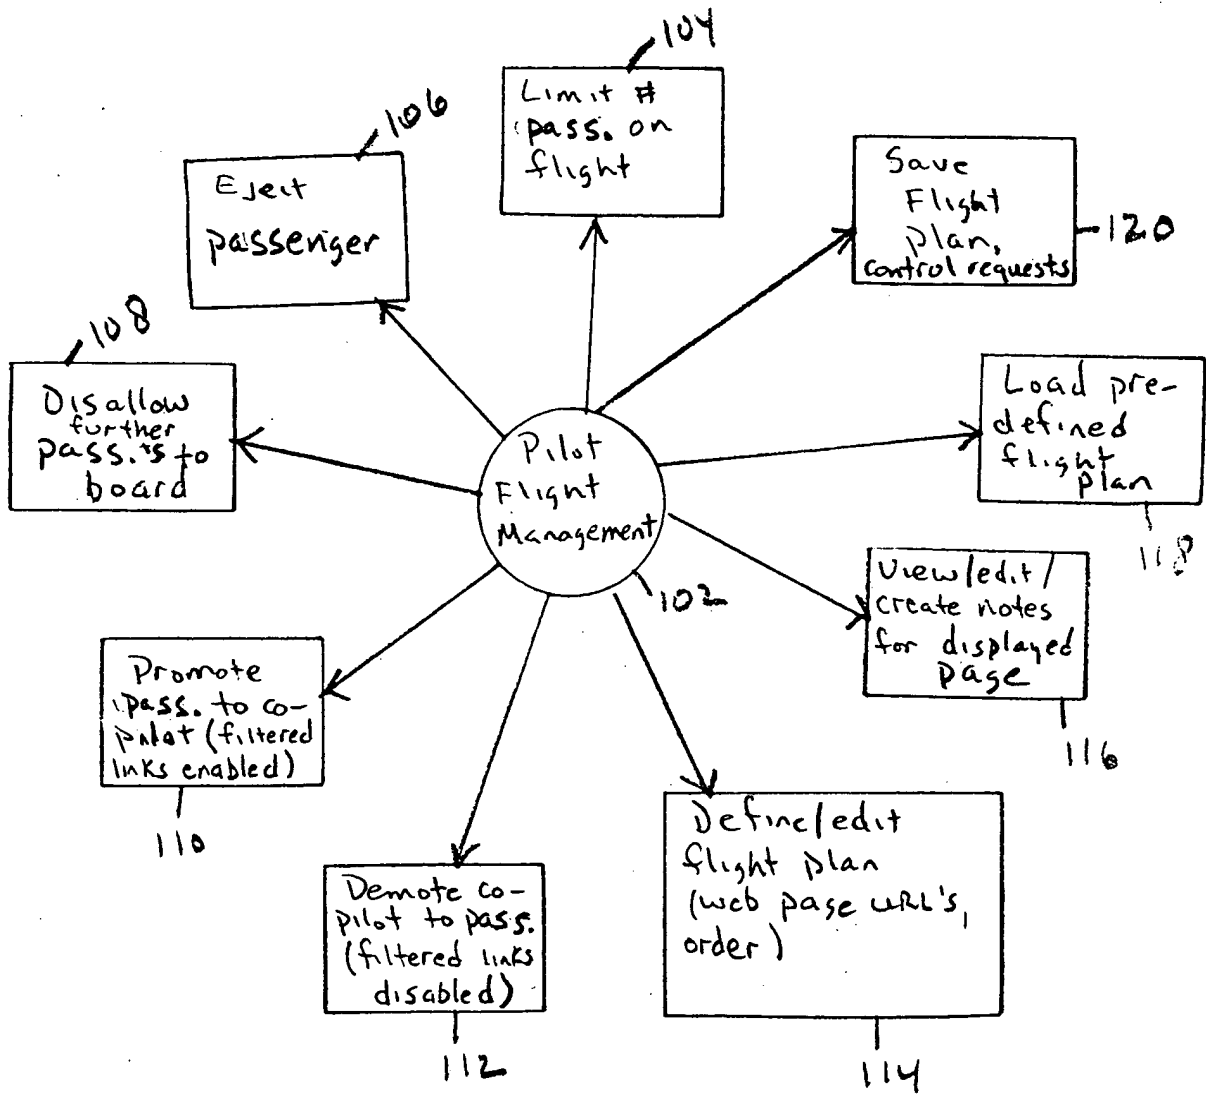 104
Limit #
pass. on
flight
106
Eject
passenger
Save
Flight
plan,
control requests
120
108
Disallow
further
pass.'s to
board
Pilot
Flight
Management
102
Load pre-
defined
flight
plan
118
View/edit/
create notes
for displayed
page
116
Promote
pass. to co-
pilot (filtered
links enabled)
110
Demote co-
pilot to pass.
(filtered links
disabled)
112
Define/edit
flight plan
(web page URL's,
order)
114